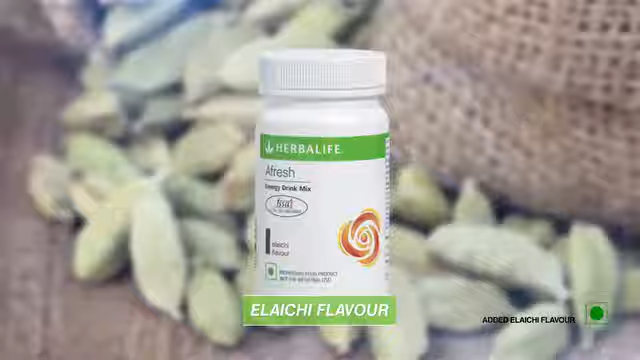 HERBALIFE
Afresh
Energy Drink Mix
fssai
elaichi
flavour
ELAICHI FLAVOUR
ADDED ELAICHI FLAVOUR